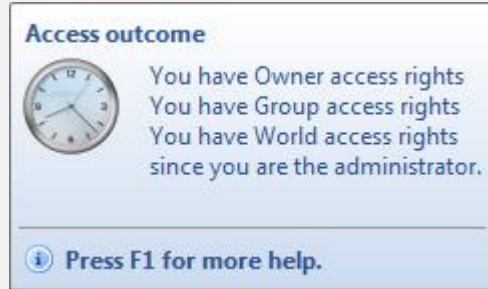 Access outcome
You have Owner access rights
You have Group access rights
You have World access rights
since you are the administrator.
Press F1 for more help.